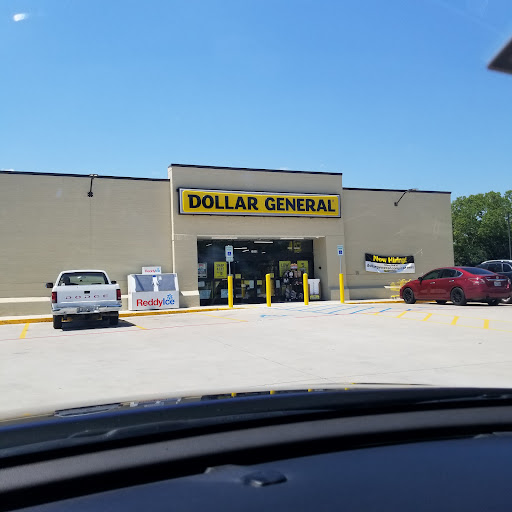 DOLLAR GENERAL
Now Hiring!
ReddyIce
DODGE